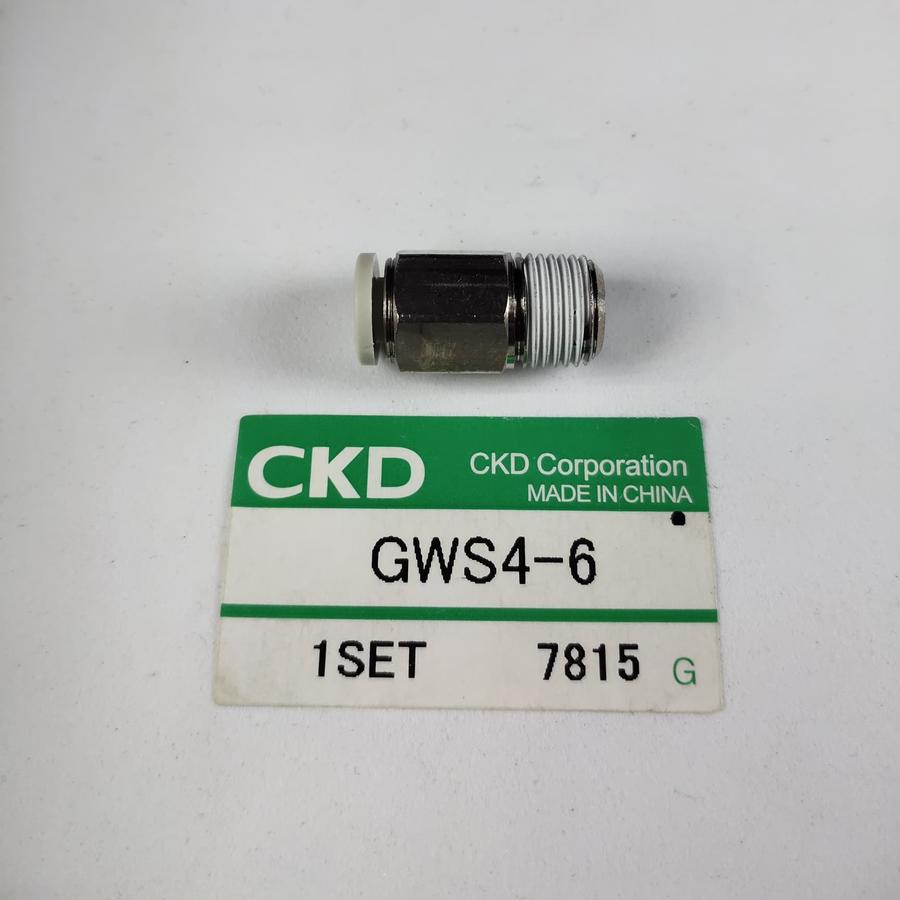 CKD
CKD Corporation
MADE IN CHINA
GWS4-6
1SET 7815 G